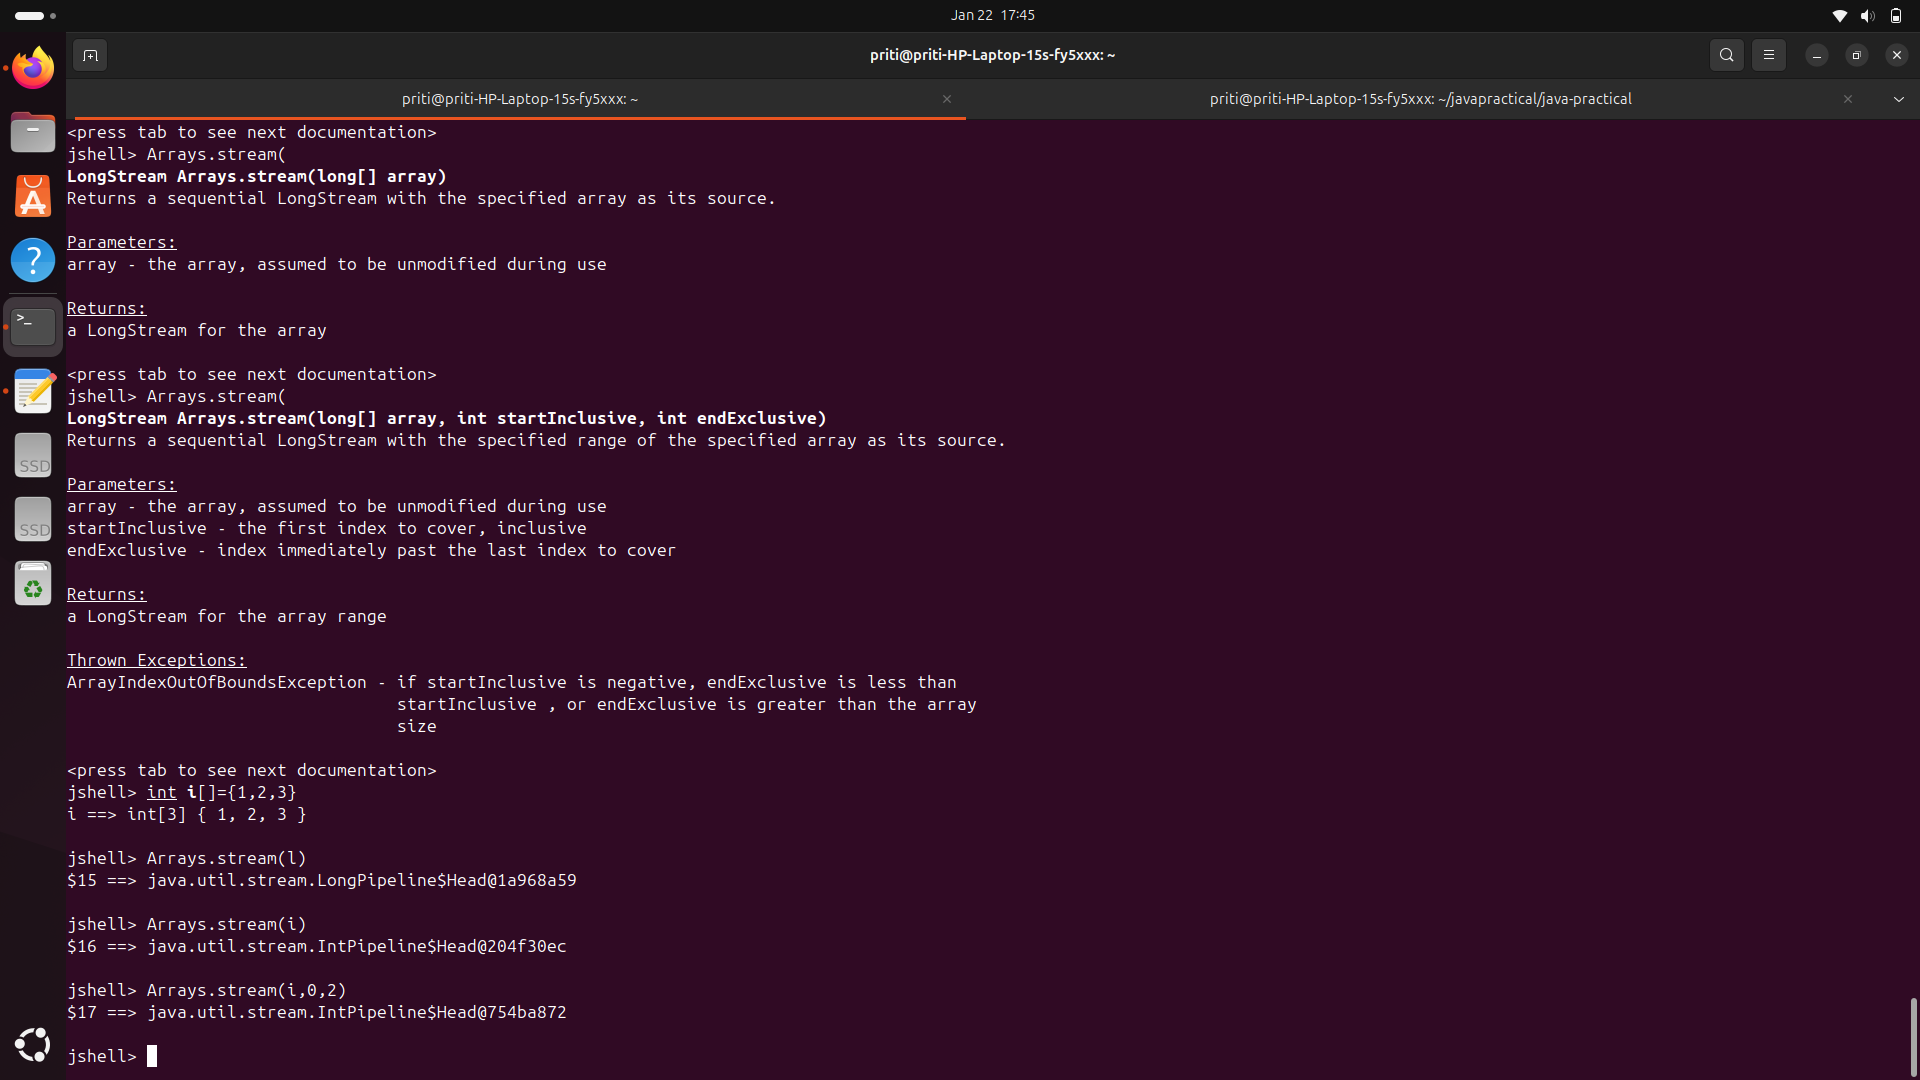 Jan 22 17:45
priti@priti-HP-Laptop-15s-fy5xxx: ~
priti@priti-HP-Laptop-15s-fy5xxx: ~
priti@priti-HP-Laptop-15s-fy5xxx: ~/javapractical/java-practical
<press tab to see next documentation>
jshell> Arrays.stream(
LongStream Arrays.stream(long[] array)
Returns a sequential LongStream with the specified array as its source.
Parameters:
array - the array, assumed to be unmodified during use
Returns:
a LongStream for the array
<press tab to see next documentation>
jshell> Arrays.stream(
LongStream Arrays.stream(long[] array, int startInclusive, int endExclusive)
Returns a sequential LongStream with the specified range of the specified array as its source.
Parameters:
array - the array, assumed to be unmodified during use
startInclusive - the first index to cover, inclusive
endExclusive - index immediately past the last index to cover
Returns:
a LongStream for the array range
Thrown Exceptions:
ArrayIndexOutOfBoundsException - if startInclusive is negative, endExclusive is less than
startInclusive , or endExclusive is greater than the array
size
<press tab to see next documentation>
jshell> int i[]={1,2,3}
i ==> int[3] { 1, 2, 3 }
jshell> Arrays.stream(l)
$15 ==> java.util.stream.LongPipeline$Head@1a968a59
jshell> Arrays.stream(i)
$16 ==> java.util.stream.IntPipeline$Head@204f30ec
jshell> Arrays.stream(i,0,2)
$17 ==> java.util.stream.IntPipeline$Head@754ba872
jshell>
>_
SSD
SSD